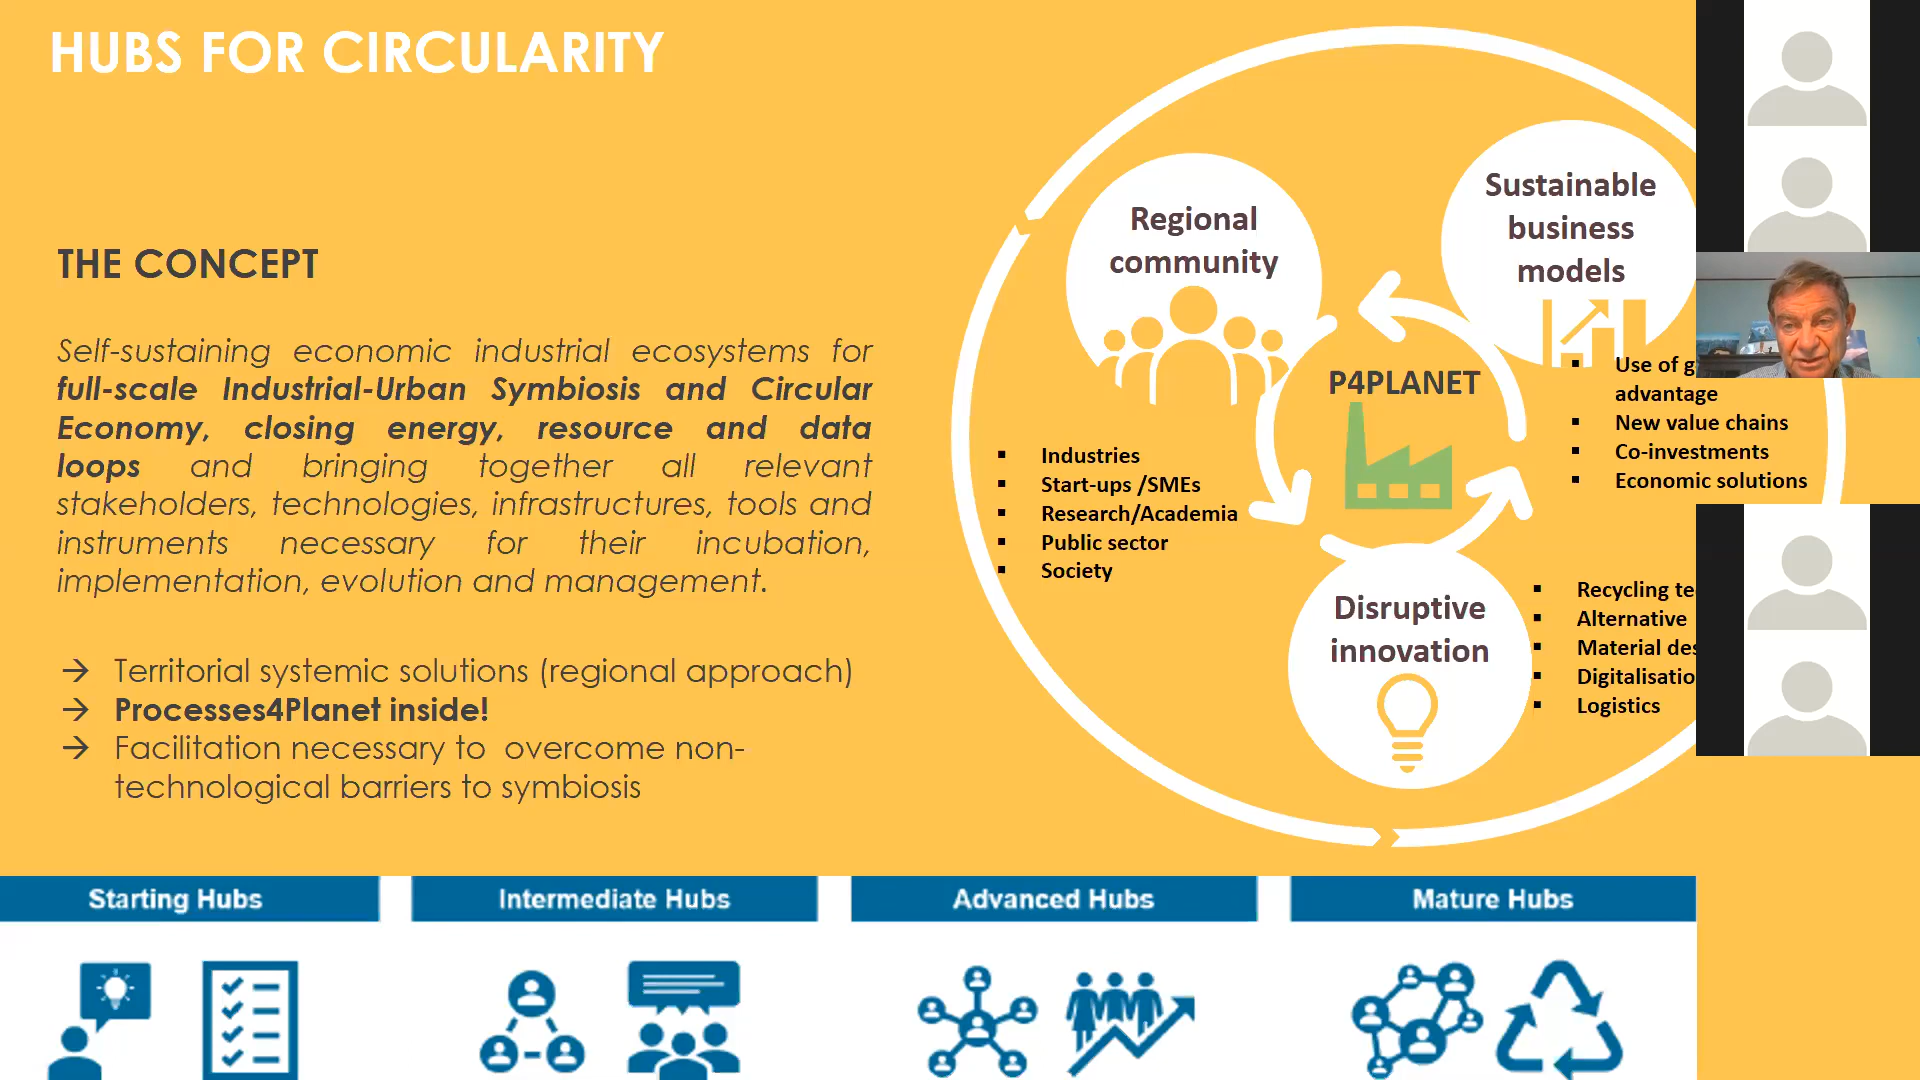 HUBS FOR CIRCULARITY
THE CONCEPT
Self-sustaining economic industrial ecosystems for
full-scale Industrial-Urban Symbiosis and Circular
Economy, closing energy, resource and data
loops and bringing together all relevant
stakeholders, technologies, infrastructures, tools and
instruments necessary for their incubation,
implementation, evolution and management.
→ Territorial systemic solutions (regional approach)
→ Processes4Planet inside!
→ Facilitation necessary to overcome non-
technological barriers to symbiosis
Regional
community
▪ Industries
▪ Start-ups /SMEs
▪ Research/Academia
▪ Public sector
▪ Society
Sustainable
business
models
▪ Use of
advantage
▪ New value chains
▪ Co-investments
▪ Economic solutions
P4PLANET
Disruptive
innovation
▪ Recycling
▪ Alternative
▪ Material
▪ Digitalisatio
▪ Logistics
Starting Hubs
Intermediate Hubs
Advanced Hubs
Mature Hubs